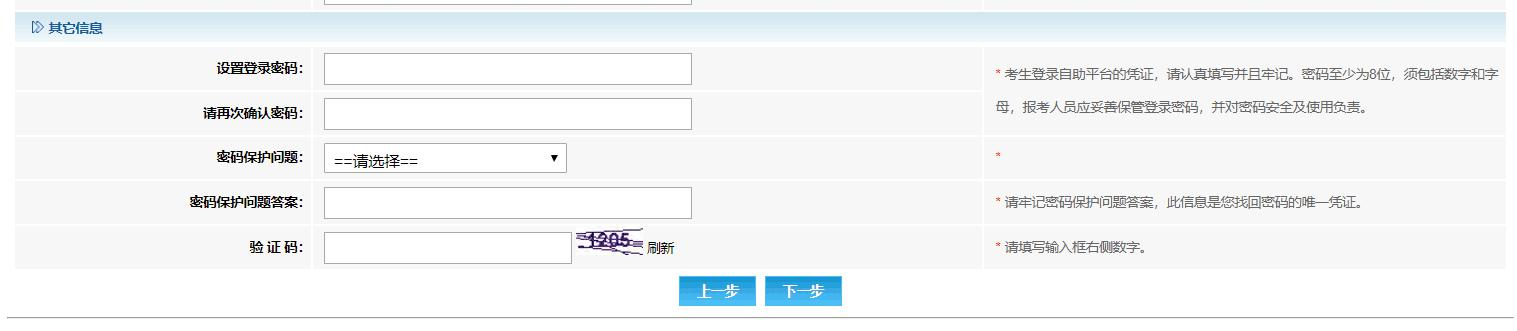 其它信息
设置登录密码：
* 考生登录自助平台的凭证，请认真填写并且牢记。密码至少为8位，须包括数字和字
母，报考人员应妥善保管登录密码，并对密码安全及使用负责。
请再次确认密码：
密码保护问题： ==请选择== *
密码保护问题答案： * 请牢记密码保护问题答案，此信息是您找回密码的唯一凭证。
验 证 码： 1205 刷新 * 请填写输入框右侧数字。
上一步 下一步